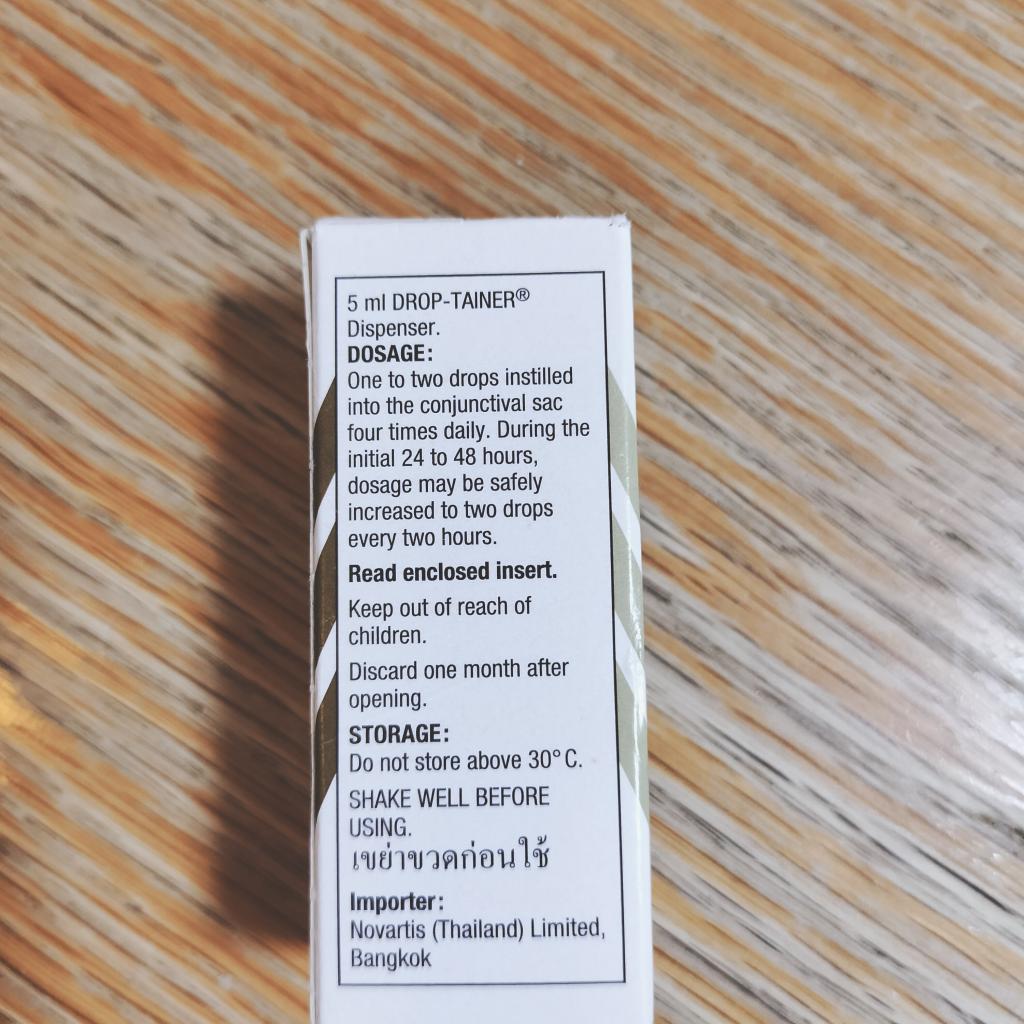 5 ml DROP-TAINER®
Dispenser.
DOSAGE:
One to two drops instilled
into the conjunctival sac
four times daily. During the
initial 24 to 48 hours,
dosage may be safely
increased to two drops
every two hours.
Read enclosed insert.
Keep out of reach of
children.
Discard one month after
opening.
STORAGE:
Do not store above 30°C.
SHAKE WELL BEFORE
USING.
เขย่าขวดก่อนใช้
Importer:
Novartis (Thailand) Limited,
Bangkok